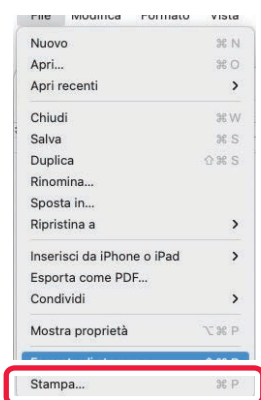 File Modifica Formato Vista
Nuovo ⌘ N
Apri... ⌘ O
Apri recenti >
Chiudi ⌘ W
Salva ⌘ S
Duplica ⇧ ⌘ S
Rinomina...
Sposta in...
Ripristina a >
Inserisci da iPhone o iPad >
Esporta come PDF...
Condividi >
Mostra proprietà ⌥ ⌘ P
Stampa... ⌘ P